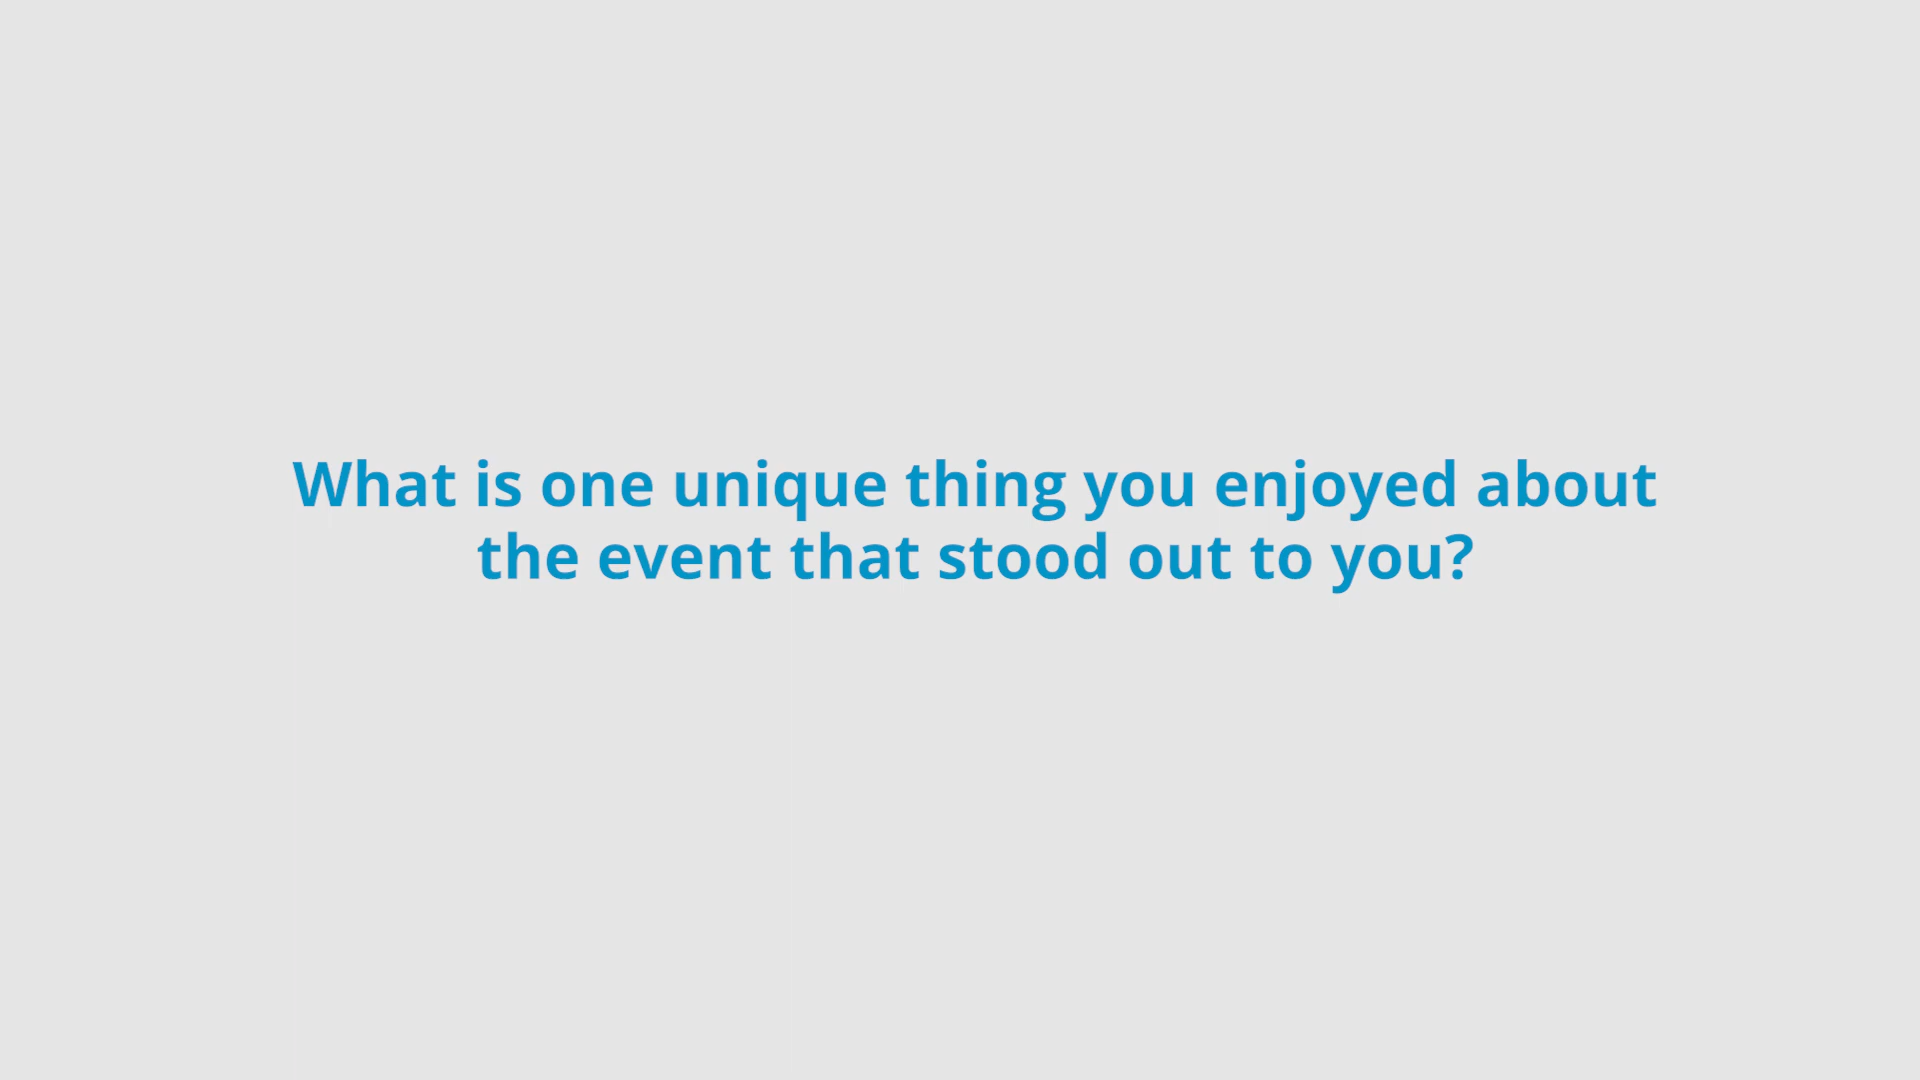 What is one unique thing you enjoyed about
the event that stood out to you?